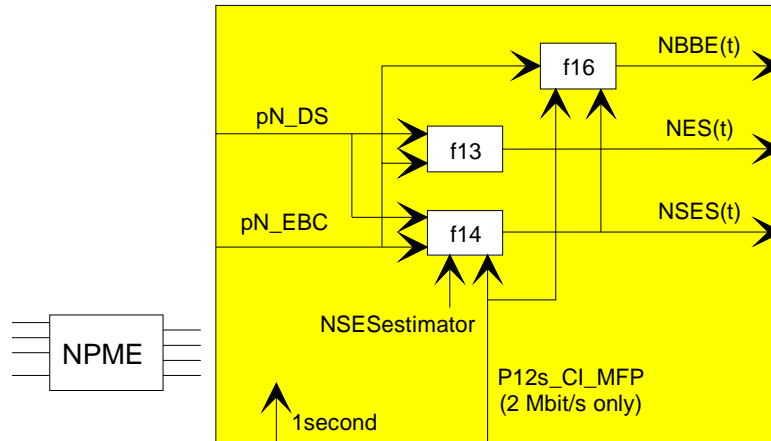 NBBE(t)
f16
pN_DS
NES(t)
f13
pN_EBC
NSES(t)
f14
NSESestimator
NPME
P12s_CI_MFP
(2 Mbit/s only)
1second